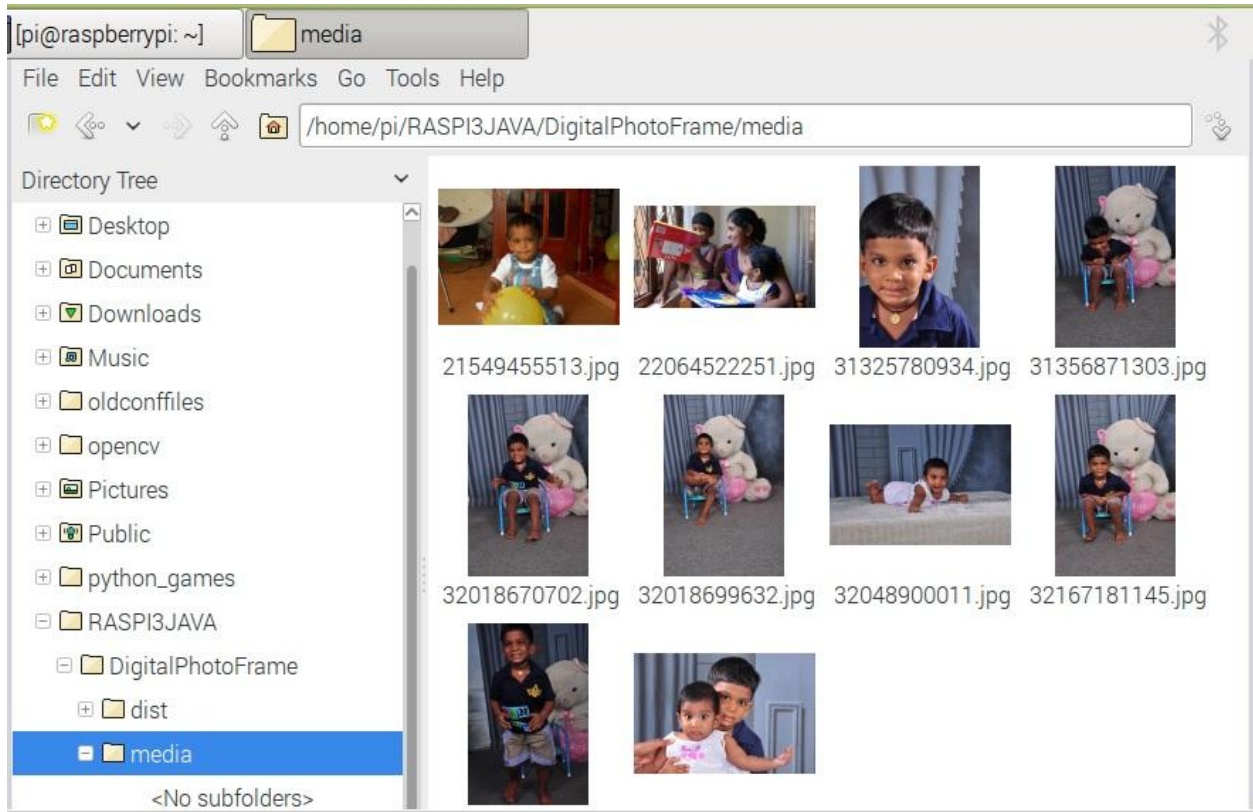 [pi@raspberrypi: ~]
media
File Edit View Bookmarks Go Tools Help
/home/pi/RASPI3JAVA/DigitalPhotoFrame/media
Directory Tree
Desktop
Documents
Downloads
Music
oldconffiles
opencv
Pictures
Public
python_games
RASPI3JAVA
DigitalPhotoFrame
dist
media
<No subfolders>
21549455513.jpg 22064522251.jpg 31325780934.jpg 31356871303.jpg
32018670702.jpg 32018699632.jpg 32048900011.jpg 32167181145.jpg